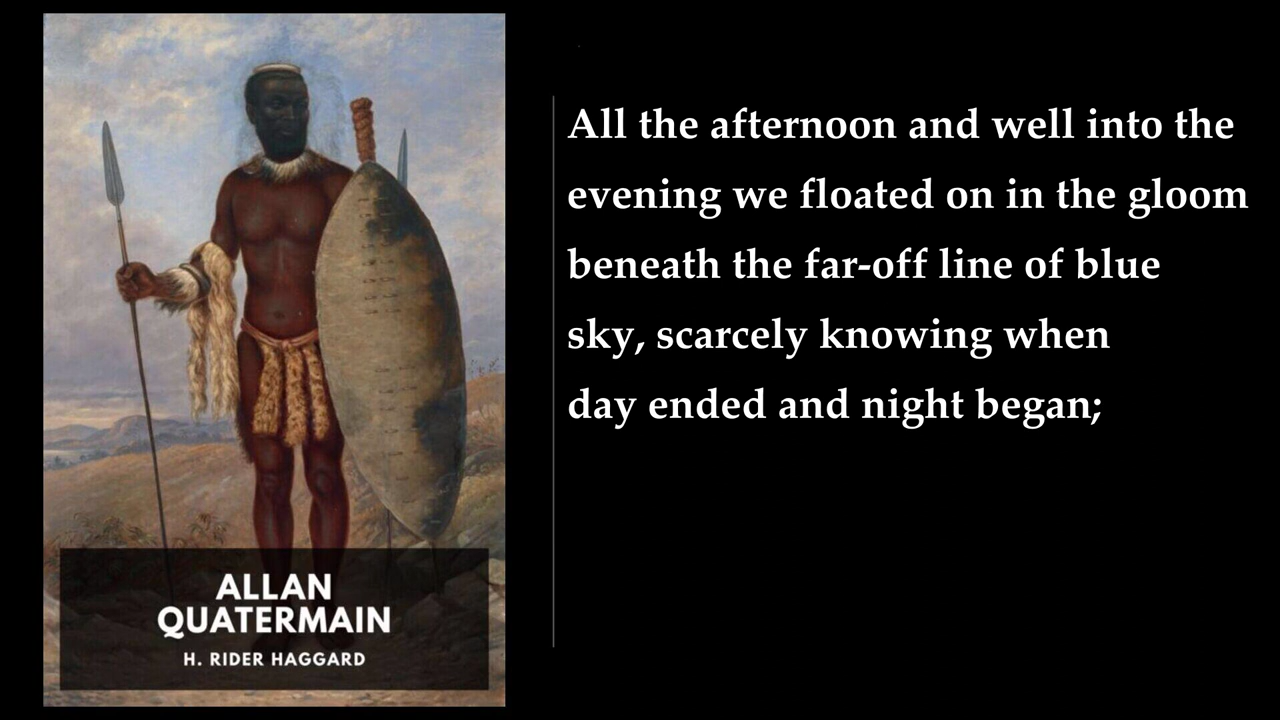 ALLAN
QUATERMAIN
H. RIDER HAGGARD
All the afternoon and well into the
evening we floated on in the gloom
beneath the far-off line of blue
sky, scarcely knowing when
day ended and night began;